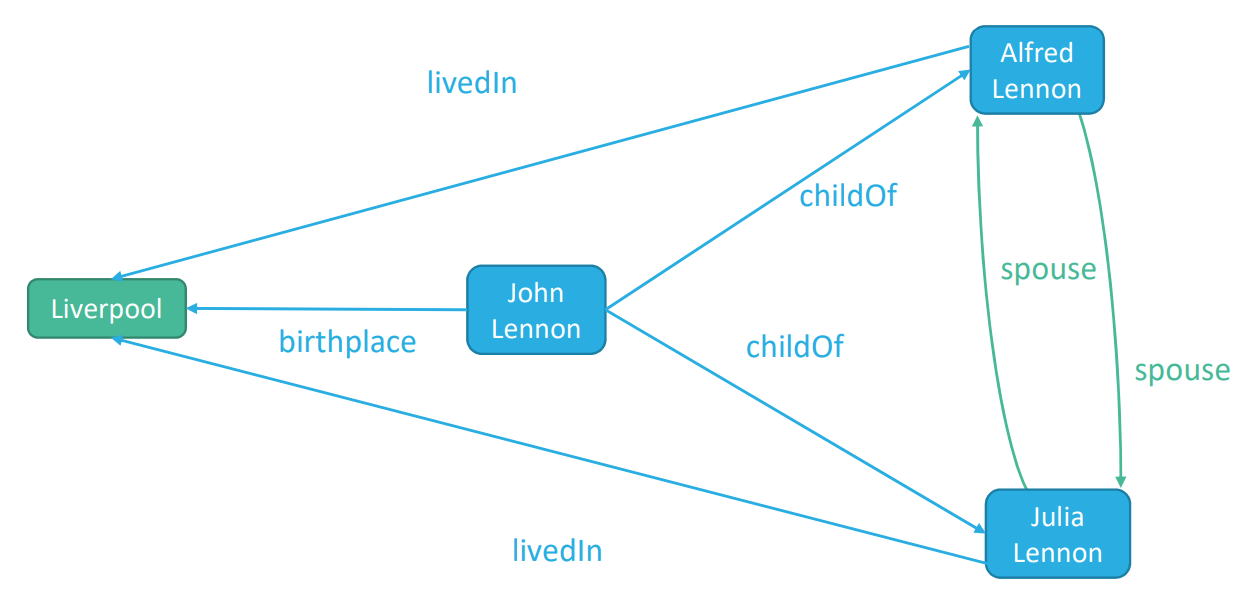 Alfred
Lennon
livedIn
childOf
spouse
John
Lennon
Liverpool
birthplace
childOf
spouse
Julia
Lennon
livedIn